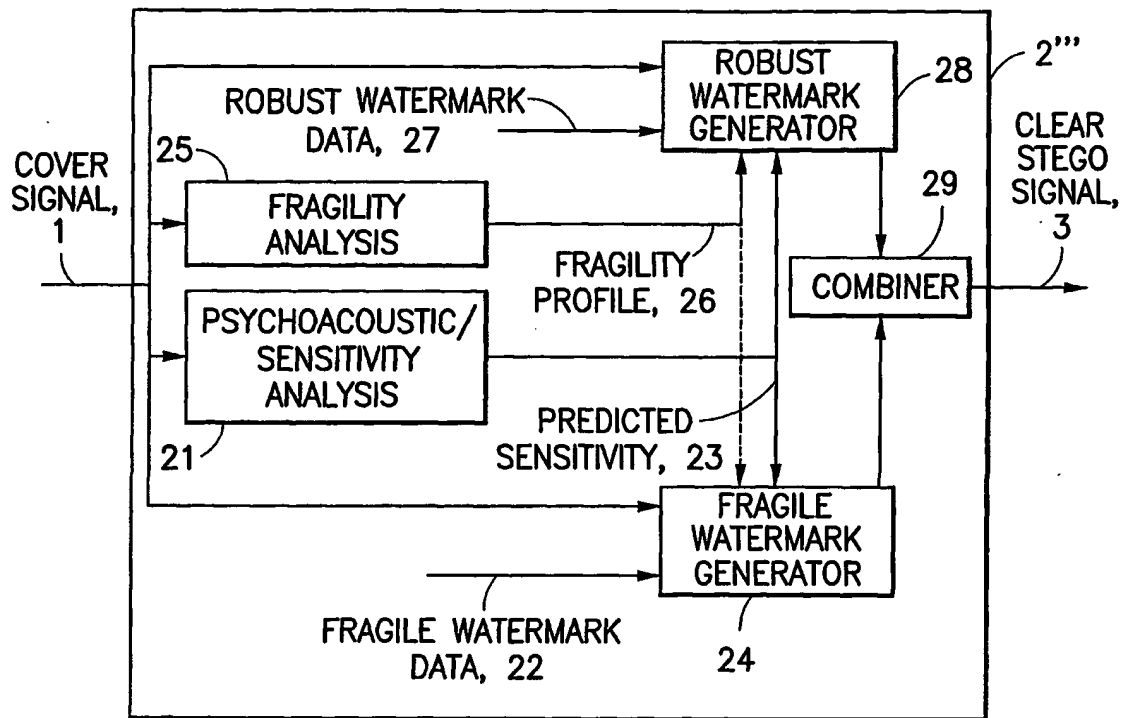 COVER
SIGNAL,
1
ROBUST WATERMARK
DATA, 27
25
FRAGILITY
ANALYSIS
PSYCHOACOUSTIC/
SENSITIVITY
ANALYSIS
21
FRAGILITY
PROFILE, 26
PREDICTED
SENSITIVITY, 23
ROBUST
WATERMARK
GENERATOR
28
2'''
29
COMBINER
CLEAR
STEGO
SIGNAL,
3
FRAGILE
WATERMARK
GENERATOR
24
FRAGILE WATERMARK
DATA, 22